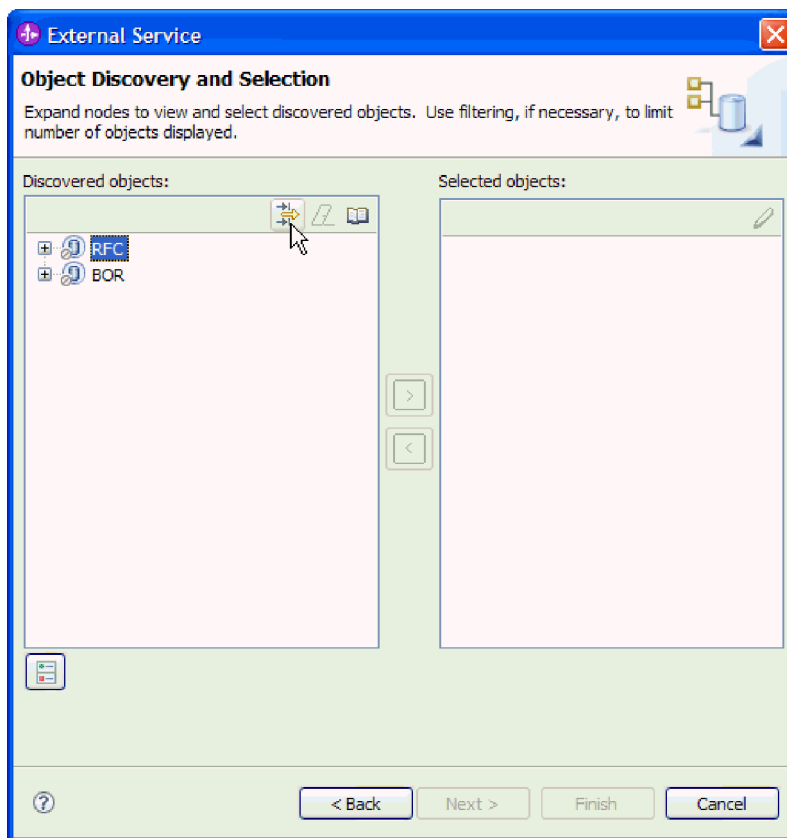 External Service
Object Discovery and Selection
Expand nodes to view and select discovered objects. Use filtering, if necessary, to limit
number of objects displayed.
Discovered objects:
Selected objects:
RFC
BOR
>
<
?
< Back
Next >
Finish
Cancel